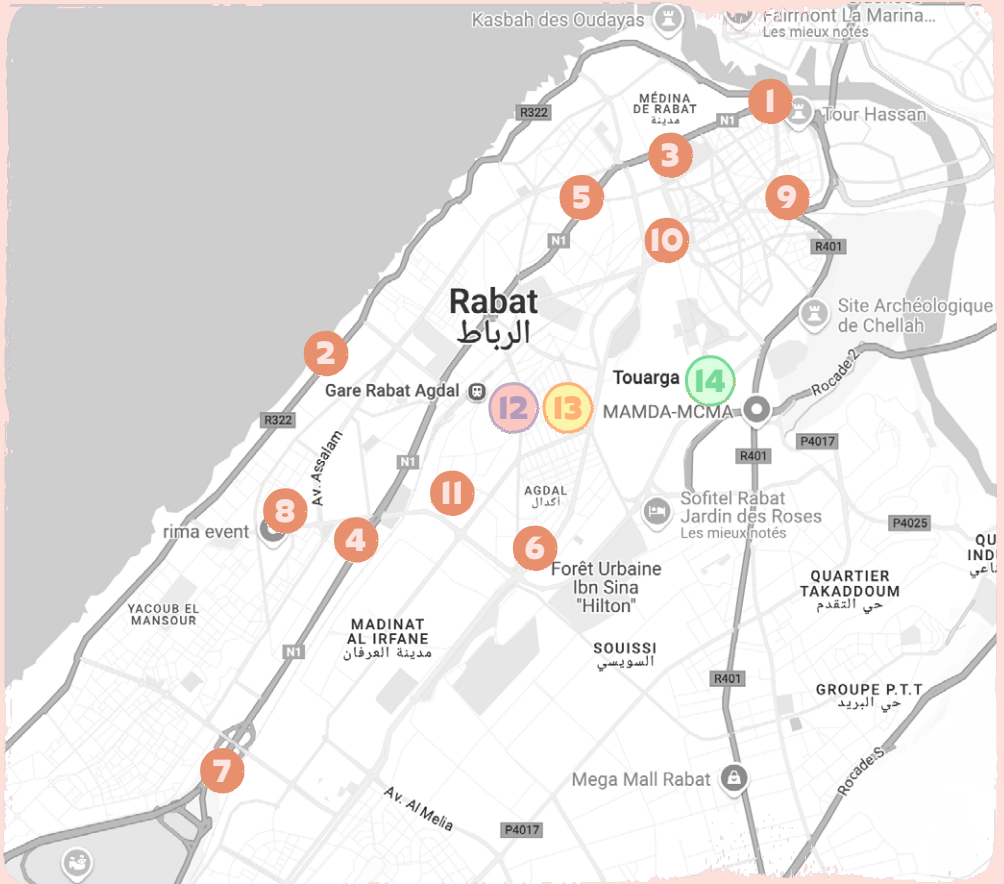 Kasbah des Oudayas
Fairmont La Marina...
Les mieux notés
MÉDINA
DE RABAT
مدينة
R322
N1
1
Tour Hassan
3
5
9
N1
10
R401
Rabat
الرباط
Site Archéologique
de Chellah
2
Rocade 2
Touarga
14
Gare Rabat Agdal
12
13
MAMDA-MCMA
R322
P4017
Av. Assalam
N1
R401
11
AGDAL
أكدال
Sofitel Rabat
Jardin des Roses
Les mieux notés
8
rima event
4
6
P4025
Forêt Urbaine
Ibn Sina
"Hilton"
QUARTIER
TAKADDOUM
حي التقدم
YACOUB EL
MANSOUR
MADINAT
AL IRFANE
مدينة العرفان
N1
SOUISSI
السويسي
R401
GROUPE P.T.T
حي البريد
7
Mega Mall Rabat
Rocade S
Av. Al Melia
P4017